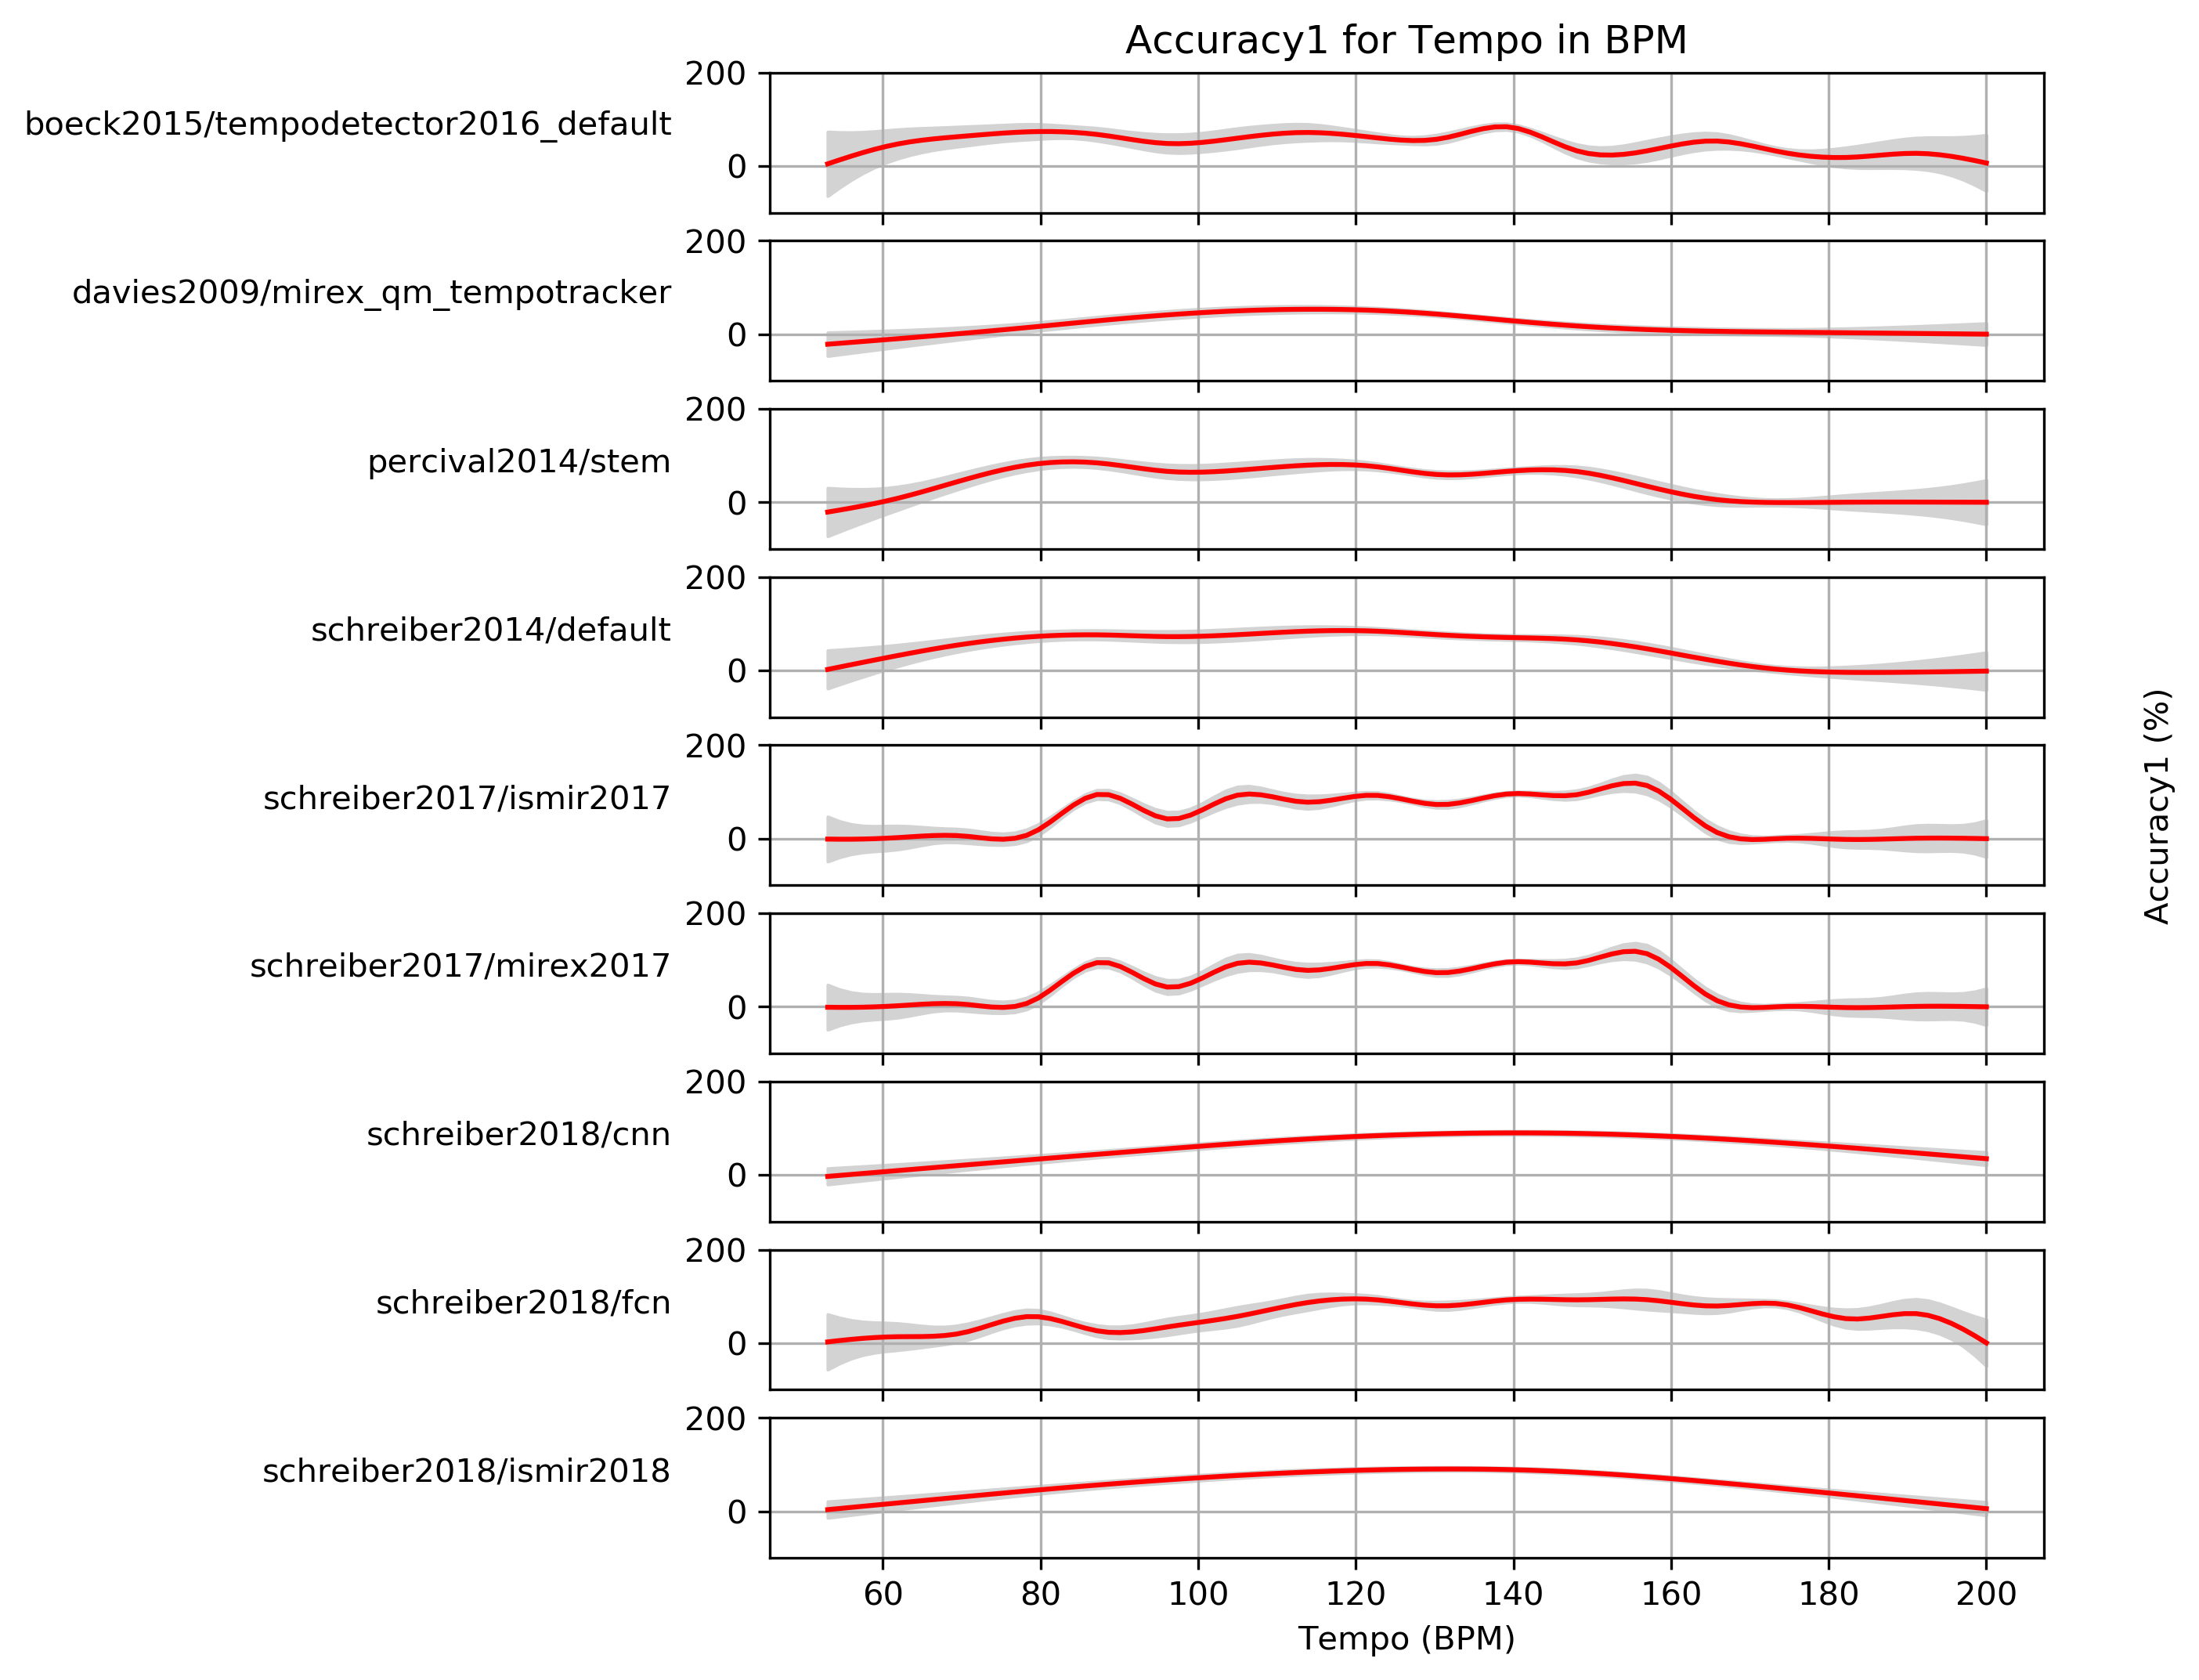 Accuracy1 for Tempo in BPM
200
boeck2015/tempodetector2016_default
0
200
davies2009/mirex_qm_tempotracker
0
200
percival2014/stem
0
200
schreiber2014/default
0
200
schreiber2017/ismir2017
0
200
schreiber2017/mirex2017
0
200
schreiber2018/cnn
0
200
schreiber2018/fcn
0
200
schreiber2018/ismir2018
0
60 80 100 120 140 160 180 200
Tempo (BPM)
Accuracy1 (%)